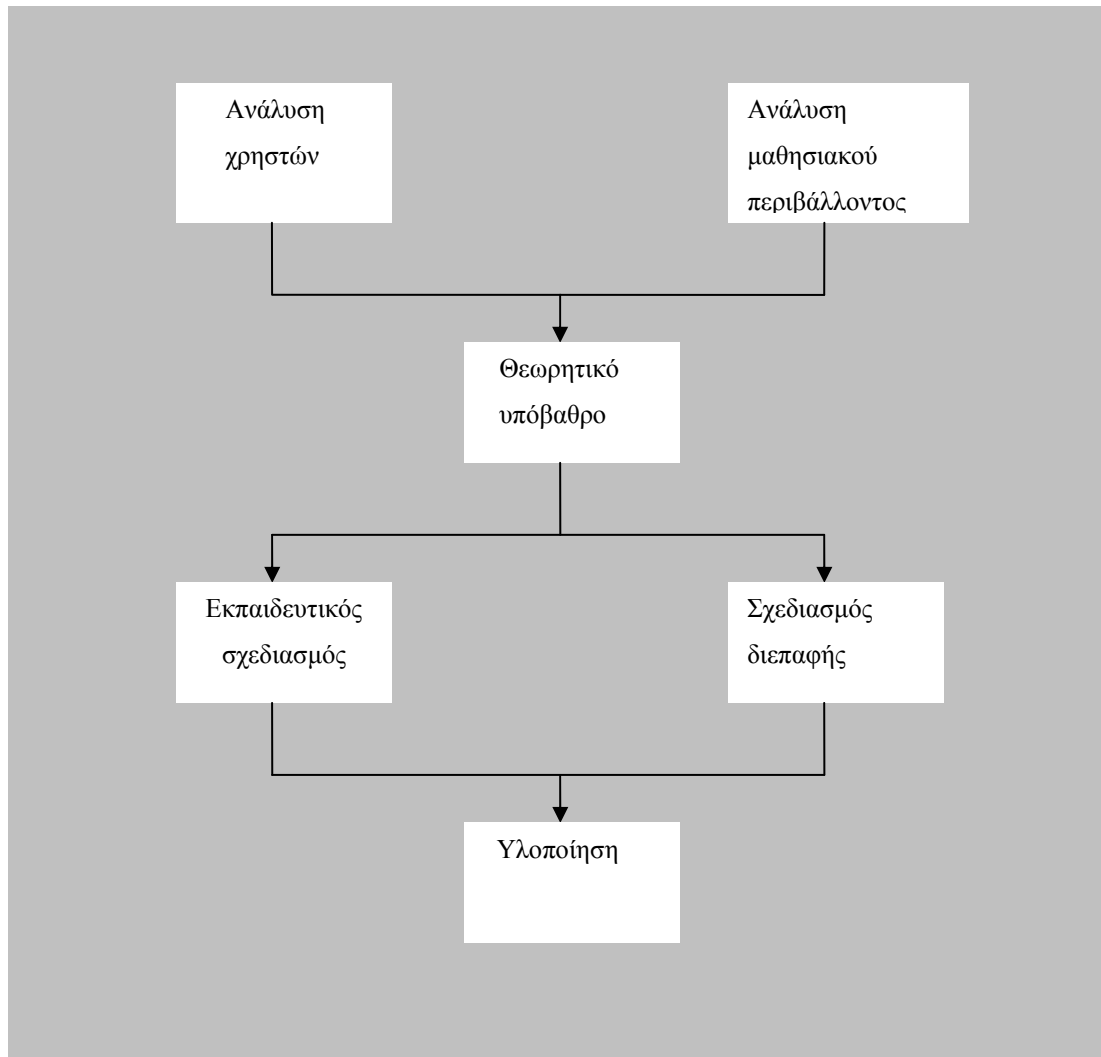 Ανάλυση
χρηστών
Ανάλυση
μαθησιακού
περιβάλλοντος
Θεωρητικό
υπόβαθρο
Εκπαιδευτικός
σχεδιασμός
Σχεδιασμός
διεπαφής
Υλοποίηση